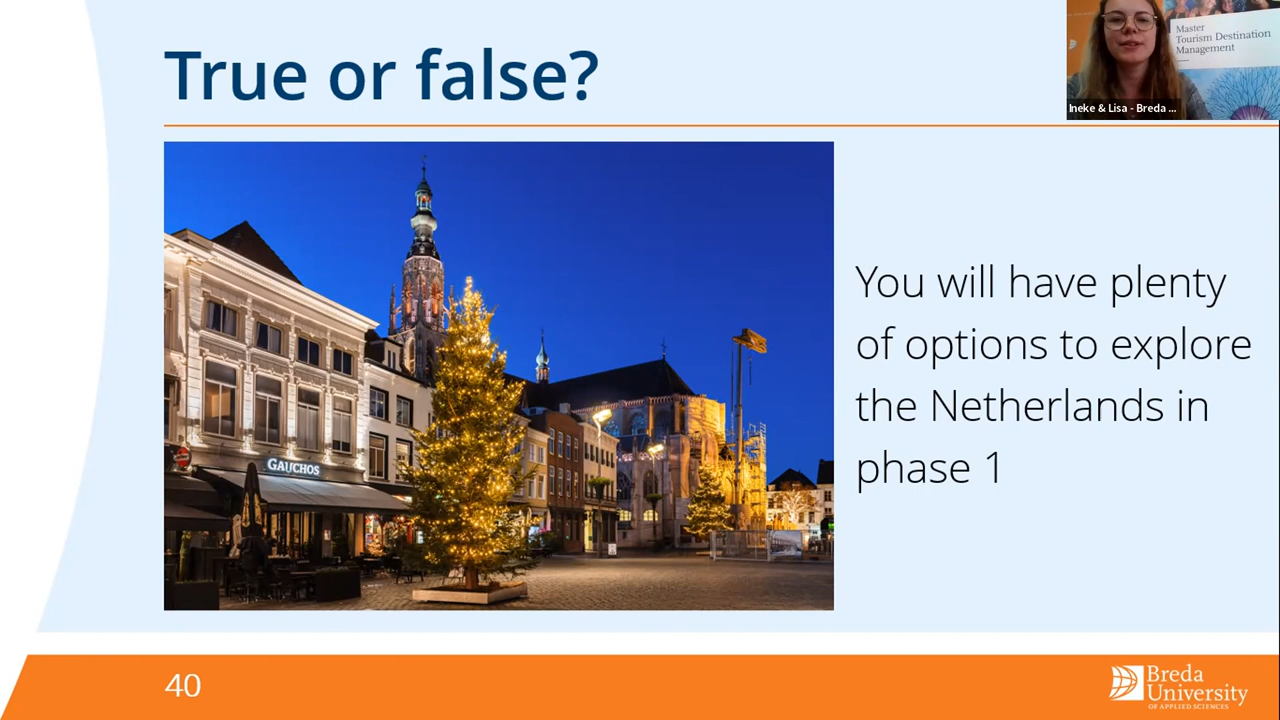 True or false?
Master
Tourism Destination
Management
Ineke & Lisa - Breda ...
GAUCHOS
You will have plenty
of options to explore
the Netherlands in
phase 1
40
Breda
University
OF APPLIED SCIENCES